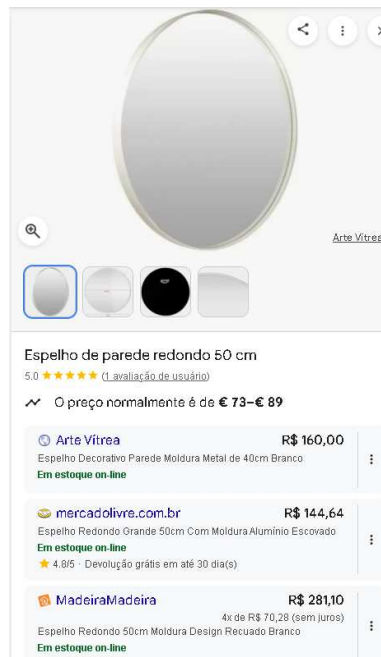 Arte Vítrea
Espelho de parede redondo 50 cm
5.0 (1 avaliação de usuário)
O preço normalmente é de € 73–€ 89
Arte Vítrea R$ 160,00
Espelho Decorativo Parede Moldura Metal de 40cm Branco
Em estoque on-line
mercadolivre.com.br R$ 144,64
Espelho Redondo Grande 50cm Com Moldura Alumínio Escovado
Em estoque on-line
4.8/5 · Devolução grátis em até 30 dia(s)
MadeiraMadeira R$ 281,10
4x de R$ 70,28 (sem juros)
Espelho Redondo 50cm Moldura Design Recuado Branco
Em estoque on-line